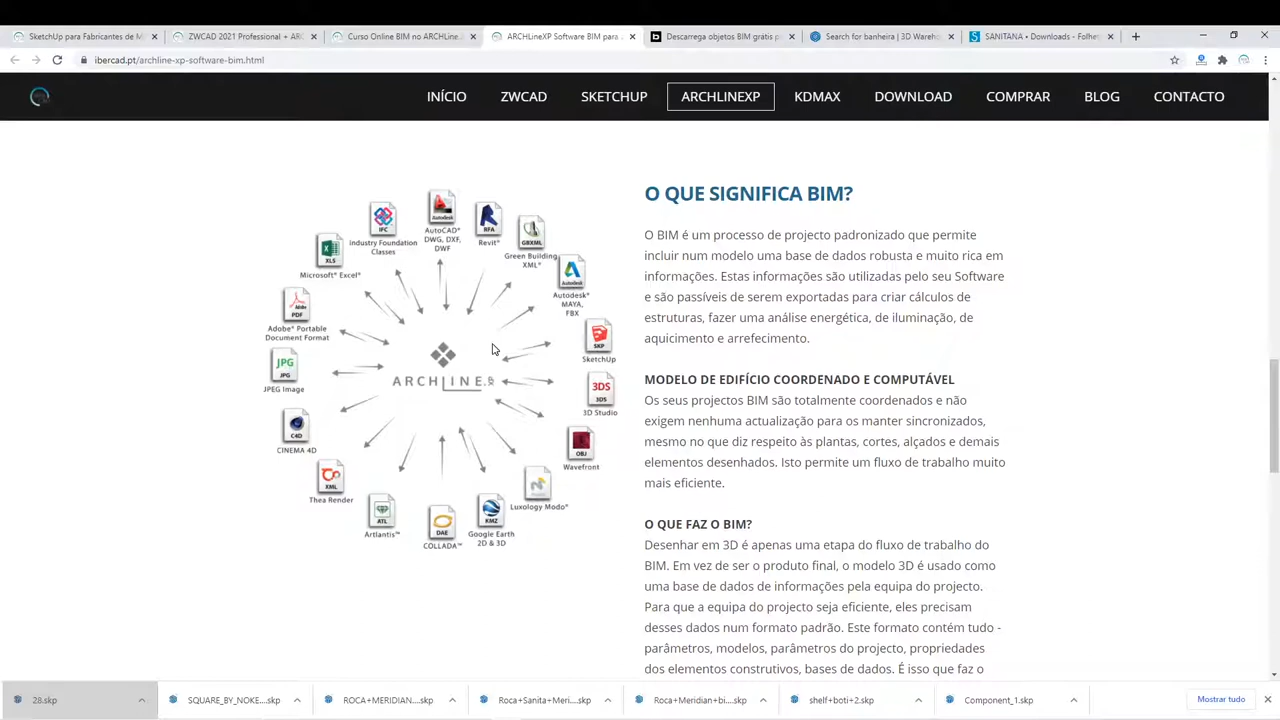 SketchUp para Fabricantes de M
ZWCAD 2021 Professional + ARC
Curso Online BIM no ARCHLineX
ARCHLineXP Software BIM para
Descarrega objetos BIM grátis p
Search for banheira | 3D Wareh
SANITANA • Downloads - Folhet
ibercad.pt/archline-xp-software-bim.html
INÍCIO
ZWCAD
SKETCHUP
ARCHLINEXP
KDMAX
DOWNLOAD
COMPRAR
BLOG
CONTACTO
IFC
Industry Foundation
Classes
Autodesk
AutoCAD®
DWG, DXF,
DWF
RFA
Revit®
GBXML
Green Building
XML®
Autodesk
Autodesk®
MAYA,
FBX
SKP
SketchUp
3DS
3DS
3D Studio
OBJ
Wavefront
Luxology Modo®
KMZ
Google Earth
2D & 3D
DAE
COLLADA™
ATL
Artlantis™
XML
Thea Render
C4D
CINEMA 4D
JPG
JPG
JPEG Image
Adobe
PDF
Adobe® Portable
Document Format
XLS
Microsoft® Excel®
ARCHLINE
O QUE SIGNIFICA BIM?
O BIM é um processo de projeto padronizado que permite
incluir num modelo uma base de dados robusta e muito rica em
informações. Estas informações são utilizadas pelo seu Software
e são passíveis de serem exportadas para criar cálculos de
estruturas, fazer uma análise energética, de iluminação, de
aquicimento e arrefecimento.
MODELO DE EDIFÍCIO COORDENADO E COMPUTÁVEL
Os seus projectos BIM são totalmente coordenados e não
exigem nenhuma actualização para os manter sincronizados,
mesmo no que diz respeito às plantas, cortes, alçados e demais
elementos desenhados. Isto permite um fluxo de trabalho muito
mais eficiente.
O QUE FAZ O BIM?
Desenhar em 3D é apenas uma etapa do fluxo de trabalho do
BIM. Em vez de ser o produto final, o modelo 3D é usado como
uma base de dados de informações pela equipa do projecto.
Para que a equipa do projecto seja eficiente, eles precisam
desses dados num formato padrão. Este formato contém tudo -
parâmetros, modelos, parâmetros do projecto, propriedades
dos elementos construtivos, bases de dados. É isso que faz o
28.skp
SQUARE_BY_NOKE....skp
ROCA+MERIDIAN....skp
Roca+Sanita+Meri....skp
Roca+Meridian+bi....skp
shelf+boti+2.skp
Component_1.skp
Mostrar tudo